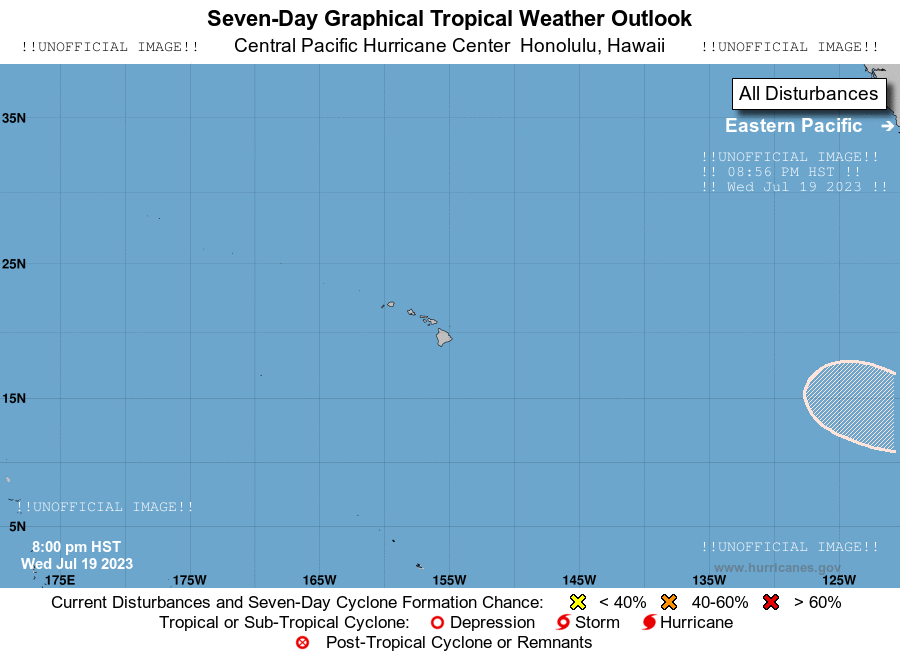 Seven-Day Graphical Tropical Weather Outlook
!!UNOFFICIAL IMAGE!! Central Pacific Hurricane Center Honolulu, Hawaii !!UNOFFICIAL IMAGE!!
All Disturbances
35N
Eastern Pacific
!!UNOFFICIAL IMAGE!!
!! 08:56 PM HST !!
!! Wed Jul 19 2023 !!
25N
15N
!!UNOFFICIAL IMAGE!!
5N
8:00 pm HST
Wed Jul 19 2023
!!UNOFFICIAL IMAGE!!
www.hurricanes.gov
175E 175W 165W 155W 145W 135W 125W
Current Disturbances and Seven-Day Cyclone Formation Chance: < 40% 40-60% > 60%
Tropical or Sub-Tropical Cyclone: Depression Storm Hurricane
Post-Tropical Cyclone or Remnants